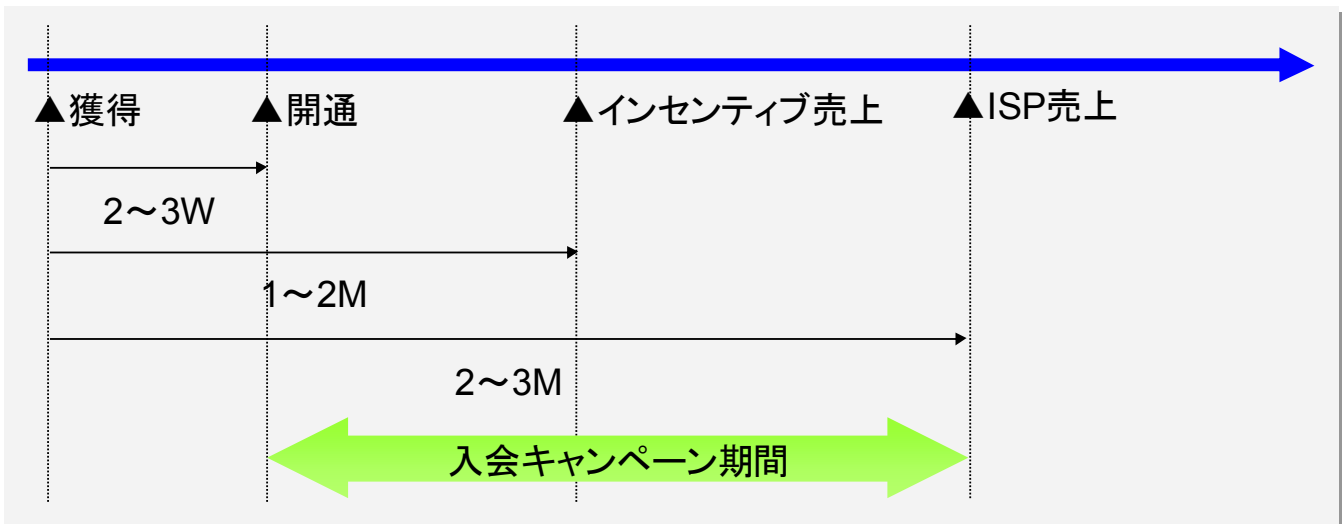 ▲獲得
▲開通
▲インセンティブ売上
▲ISP売上
2～3W
1～2M
2～3M
入会キャンペーン期間